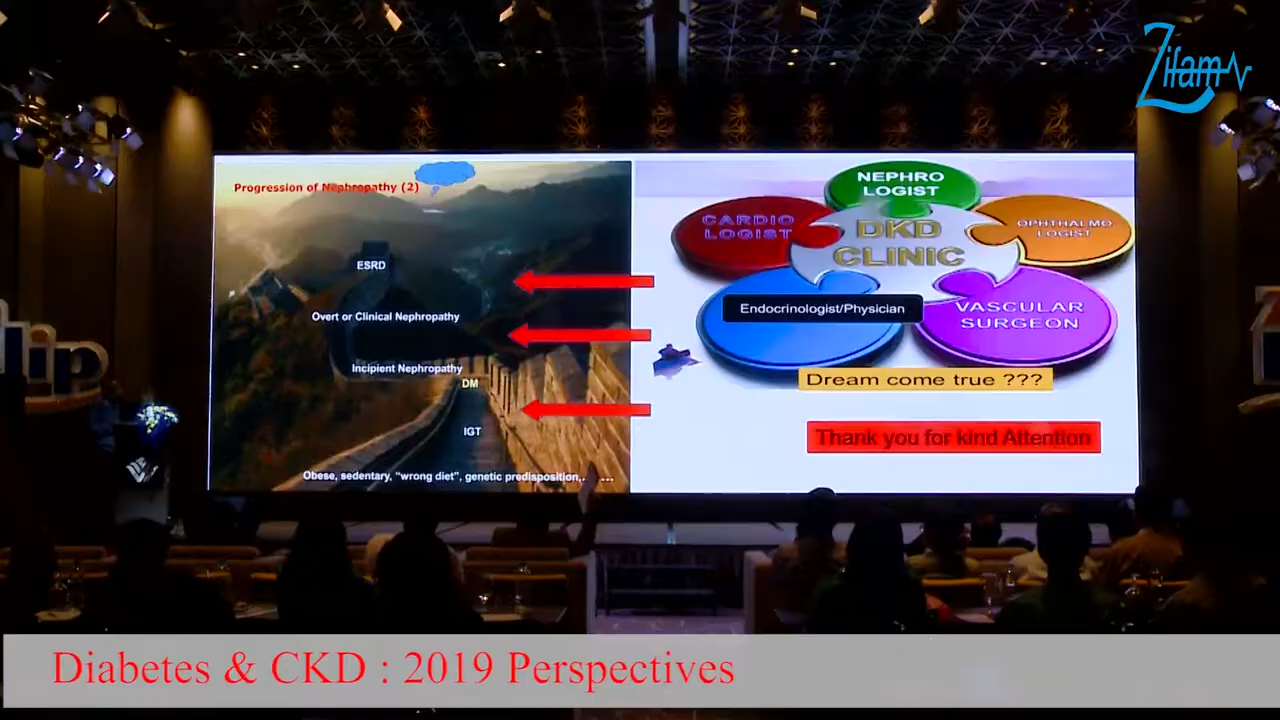 Zifam
Progression of Nephropathy (2)
ESRD
Overt or Clinical Nephropathy
Incipient Nephropathy
DM
IGT
Obese, sedentary, “wrong diet”, genetic predisposition,. ...
NEPHRO
LOGIST
CARDIO
LOGIST
OPHTHALMO
LOGIST
DKD
CLINIC
Endocrinologist/Physician
VASCULAR
SURGEON
Dream come true ???
Thank you for kind Attention
lip
Diabetes & CKD : 2019 Perspectives